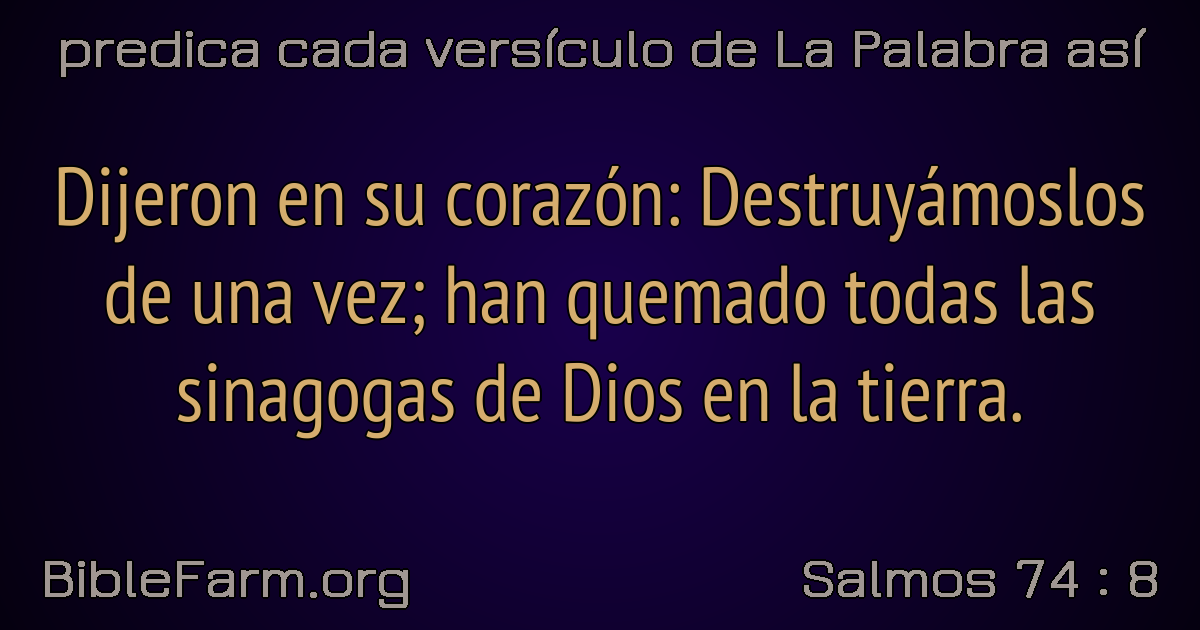 predica cada versículo de La Palabra así
Dijeron en su corazón: Destruyámoslos
de una vez; han quemado todas las
sinagogas de Dios en la tierra.
BibleFarm.org
Salmos 74 : 8